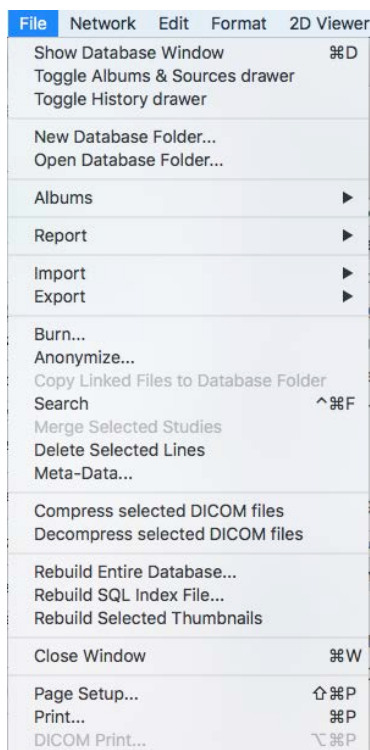 File Network Edit Format 2D Viewer
Show Database Window ⌘D
Toggle Albums & Sources drawer
Toggle History drawer
New Database Folder...
Open Database Folder...
Albums ▶
Report ▶
Import ▶
Export ▶
Burn...
Anonymize...
Copy Linked Files to Database Folder
Search ^⌘F
Merge Selected Studies
Delete Selected Lines
Meta-Data...
Compress selected DICOM files
Decompress selected DICOM files
Rebuild Entire Database...
Rebuild SQL Index File...
Rebuild Selected Thumbnails
Close Window ⌘W
Page Setup... ⇧⌘P
Print... ⌘P
DICOM Print... ⌥⌘P